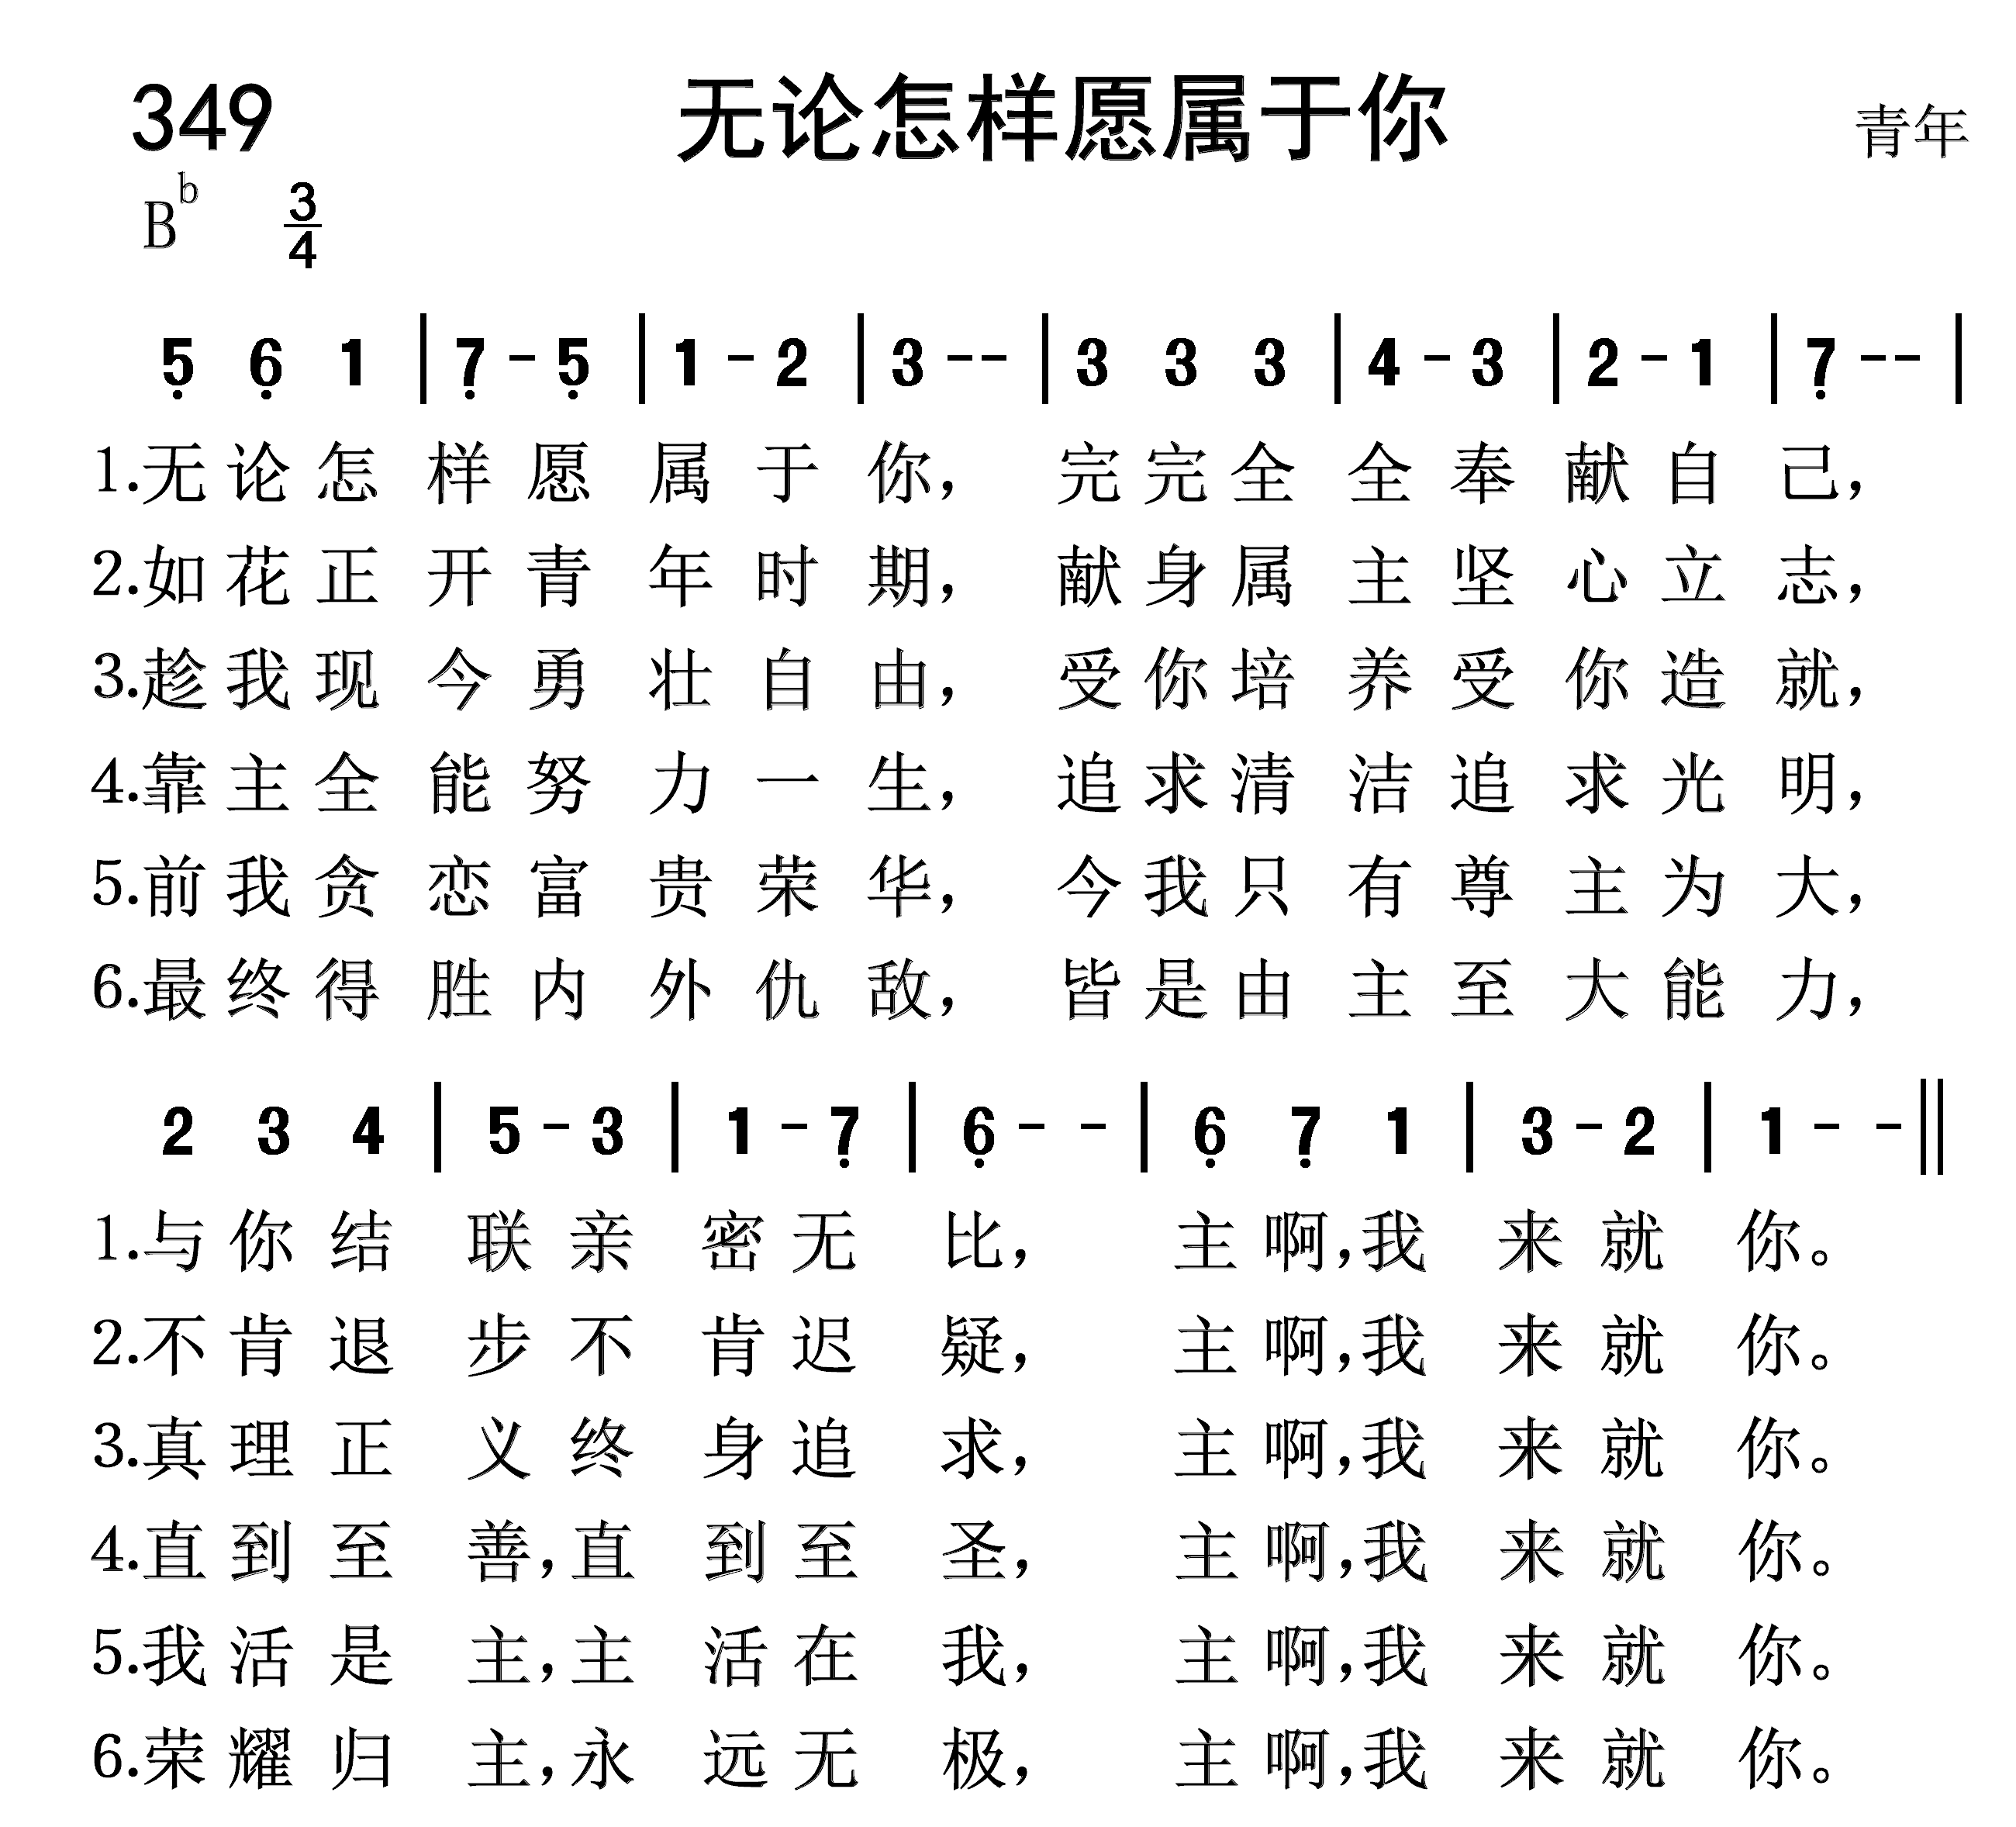 349 无论怎样愿属于你 青年
Bᵇ 3/4
5̣ 6̣ 1 | 7̣ - 5̣ | 1 - 2 | 3 - - | 3 3 3 | 4 - 3 | 2 - 1 | 7̣ - - |
1.无论怎样愿属于你，完完全全奉献自己，
2.如花正开青年时期，献身属主坚心立志，
3.趁我现今勇壮自由，受你培养受你造就，
4.靠主全能努力一生，追求清洁追求光明，
5.前我贪恋富贵荣华，今我只有尊主为大，
6.最终得胜内外仇敌，皆是由主至大能力，
2 3 4 | 5 - 3 | 1 - 7̣ | 6̣ - - | 6̣ 7̣ 1 | 3 - 2 | 1 - - ||
1.与你结联亲密无比，主啊，我来就你。
2.不肯退步不肯迟疑，主啊，我来就你。
3.真理正义终身追求，主啊，我来就你。
4.直到至善，直到至圣，主啊，我来就你。
5.我活是主，主活在我，主啊，我来就你。
6.荣耀归主，永远无极，主啊，我来就你。